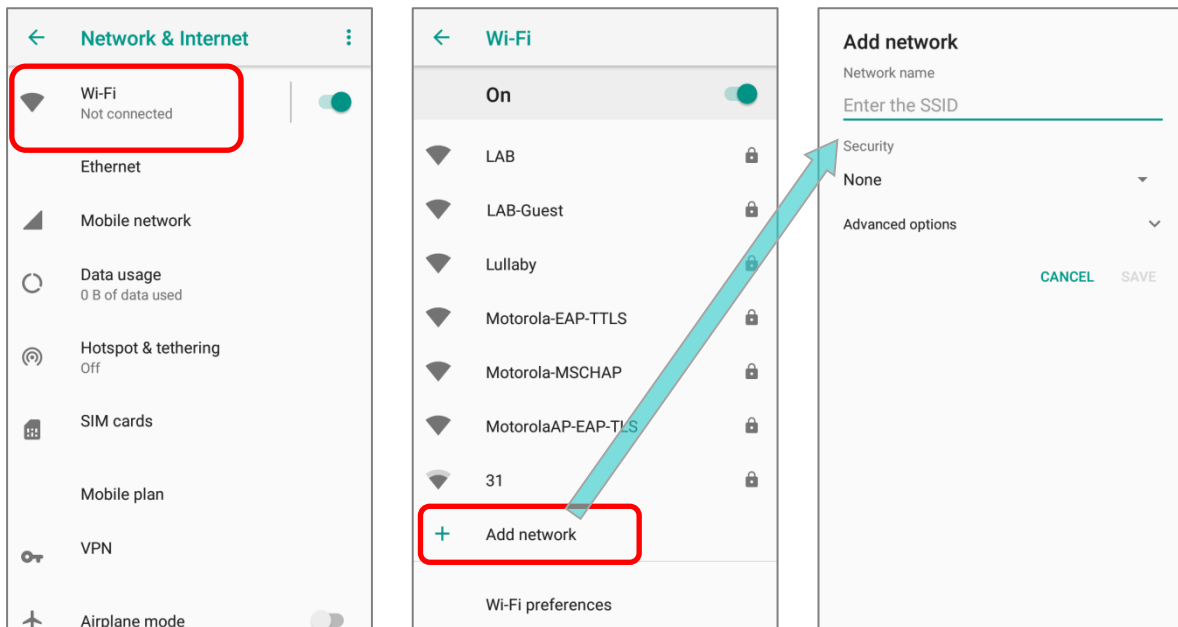 Network & Internet
Wi-Fi
Not connected
Ethernet
Mobile network
Data usage
0 B of data used
Hotspot & tethering
Off
SIM cards
Mobile plan
VPN
Airplane mode
Wi-Fi
On
LAB
LAB-Guest
Lullaby
Motorola-EAP-TTLS
Motorola-MSCHAP
MotorolaAP-EAP-TLS
31
Add network
Wi-Fi preferences
Add network
Network name
Enter the SSID
Security
None
Advanced options
CANCEL SAVE